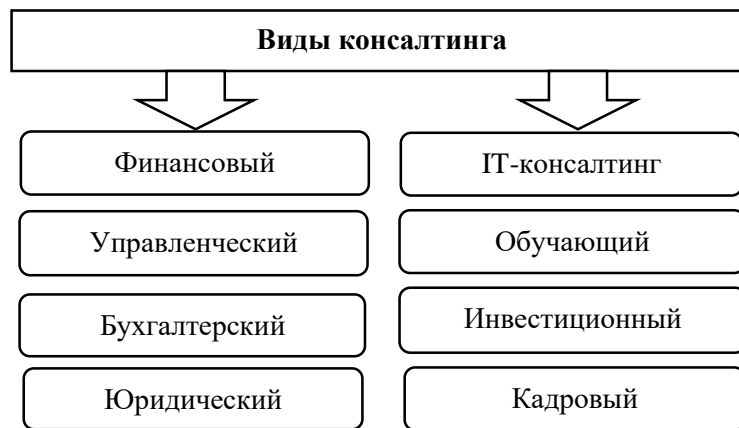 Виды консалтинга
Финансовый
IT-консалтинг
Управленческий
Обучающий
Бухгалтерский
Инвестиционный
Юридический
Кадровый